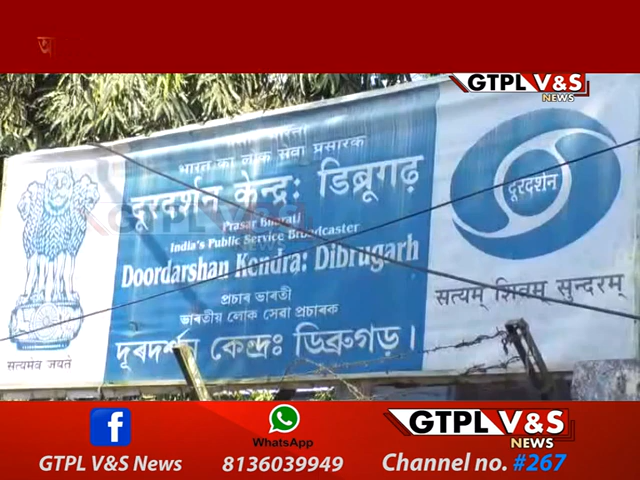 অ
GTPL V&S
NEWS
भारत का लोक सेवा प्रसारक
दूरदर्शन केन्द्र: डिब्रूगढ़
Prasar Bharati
India's Public Service Broadcaster
Doordarshan Kendra: Dibrugarh
প্ৰচাৰ ভাৰতী
ভাৰতীয় লোক সেৱা প্ৰচাৰক
দূৰদৰ্শন কেন্দ্ৰঃ ডিব্ৰুগড়।
सत्यमेव जयते
दूरदर्शन
सत्यम् शिवम् सुन्दरम्
GTPL V&S News
WhatsApp
8136039949
GTPL V&S
NEWS
Channel no. #267